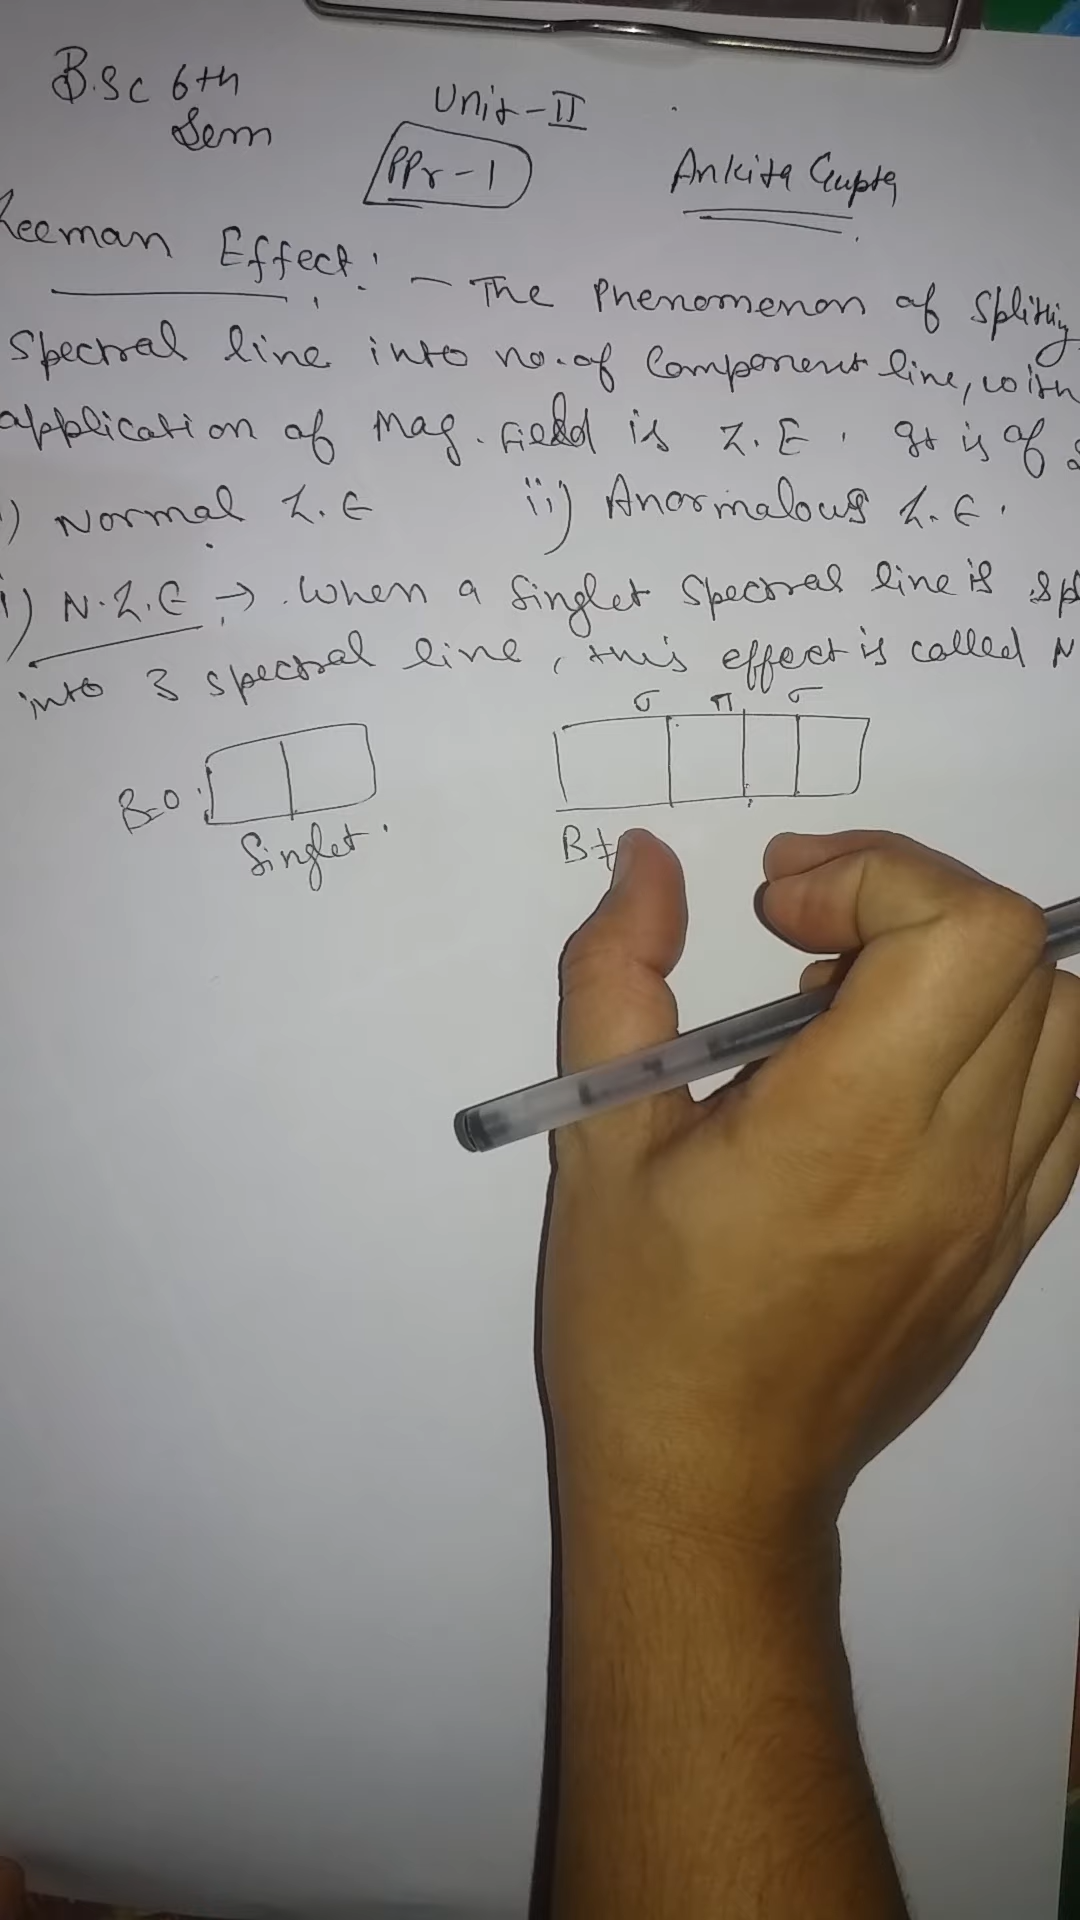 B.Sc 6th
Sem
Unit-II
PPr-1
Ankita Gupta
Zeeman Effect:- The Phenomenon of Spliting
Spectral line into no. of Component line, with
application of Mag. Field is Z.E. It is of
i) Normal Z.E ii) Anormalous Z.E.
i) N.Z.E → When a Singlet Spectral line is Sp
into 3 spectral line, this effect is called N
σ π σ
B=0
Singlet.
B≠